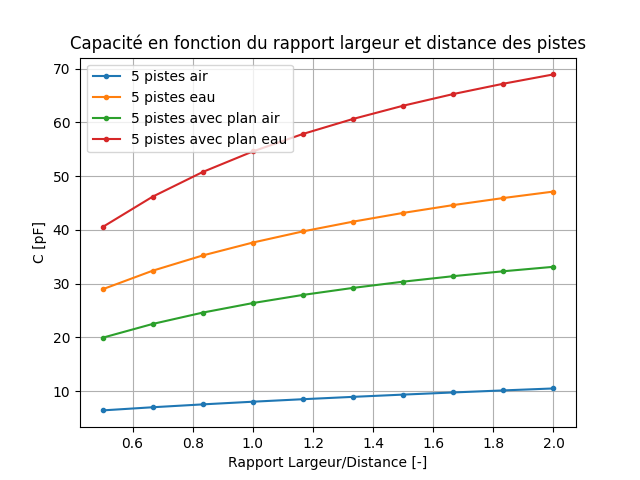 Capacité en fonction du rapport largeur et distance des pistes
5 pistes air
5 pistes eau
5 pistes avec plan air
5 pistes avec plan eau
70
60
50
40
30
20
10
C [pF]
0.6 0.8 1.0 1.2 1.4 1.6 1.8 2.0
Rapport Largeur/Distance [-]